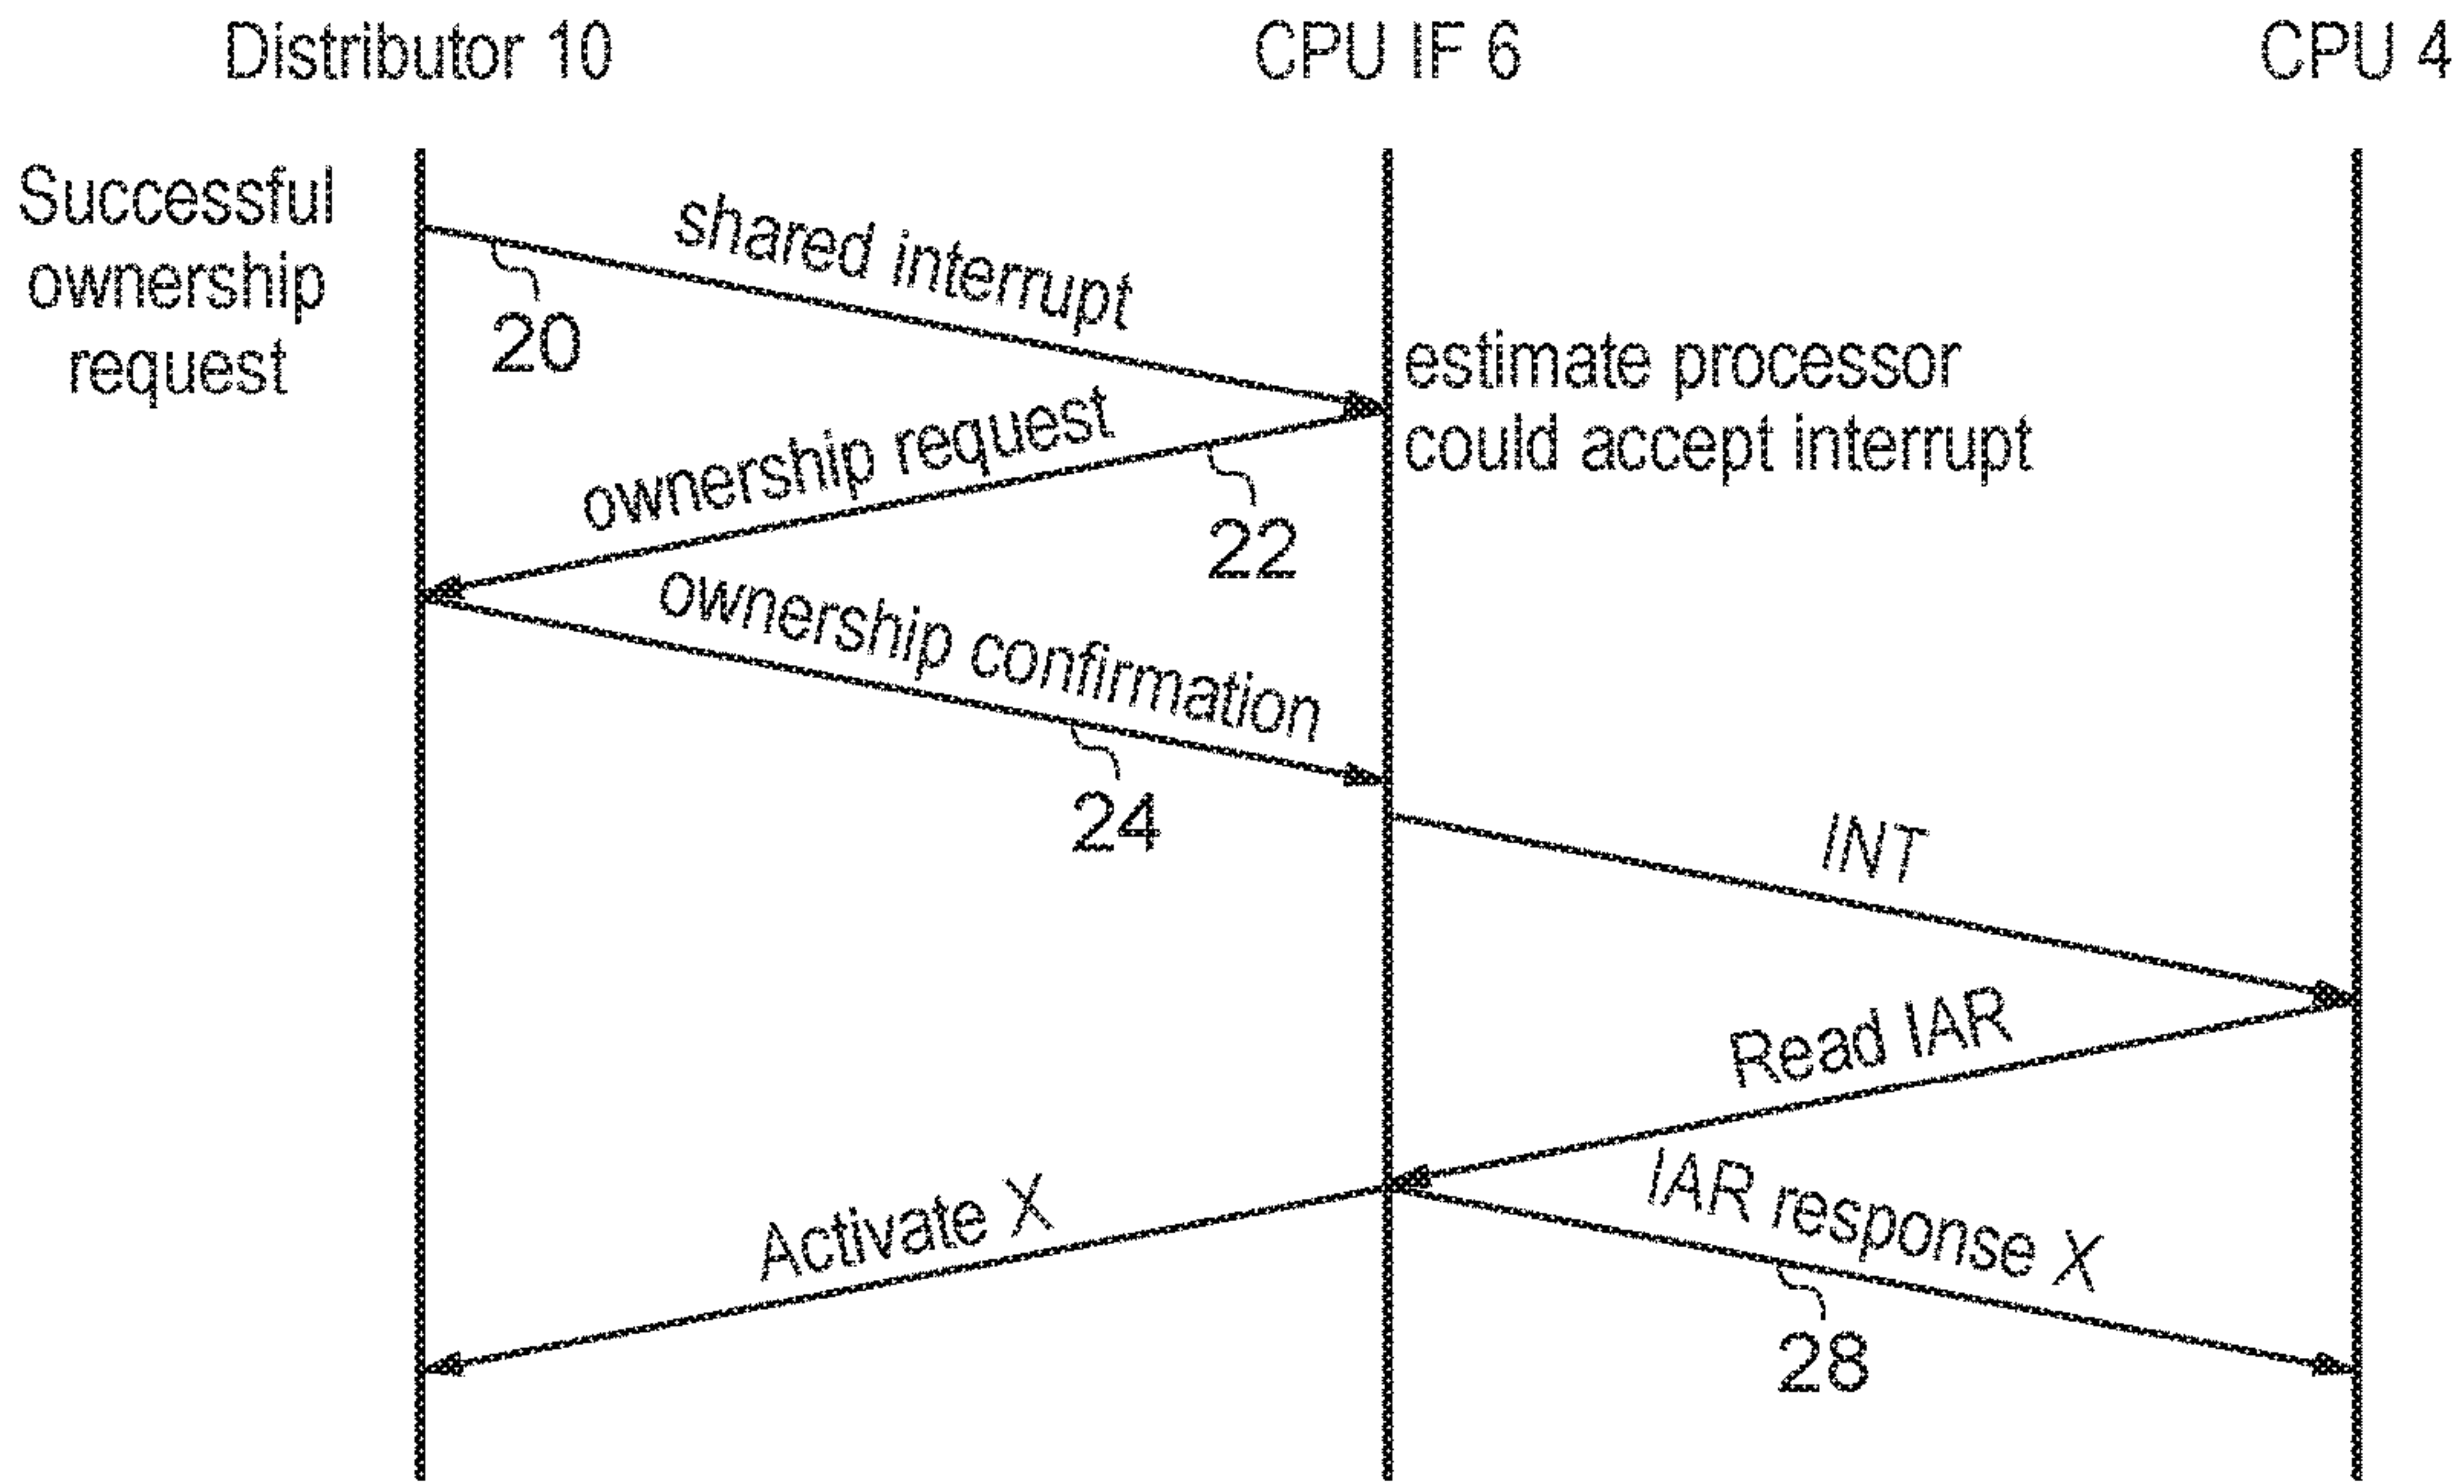 Distributor 10
CPU IF 6
CPU 4
Successful
ownership
request
shared interrupt
20
estimate processor
could accept interrupt
ownership request
22
ownership confirmation
24
INT
Read IAR
IAR response X
Activate X
28